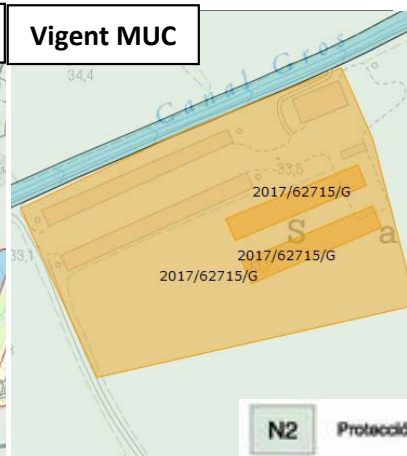 Vigent MUC
34,4
Canal Gros
33,5
2017/62715/G
S a
33,1
2017/62715/G
2017/62715/G
N2 Protecció